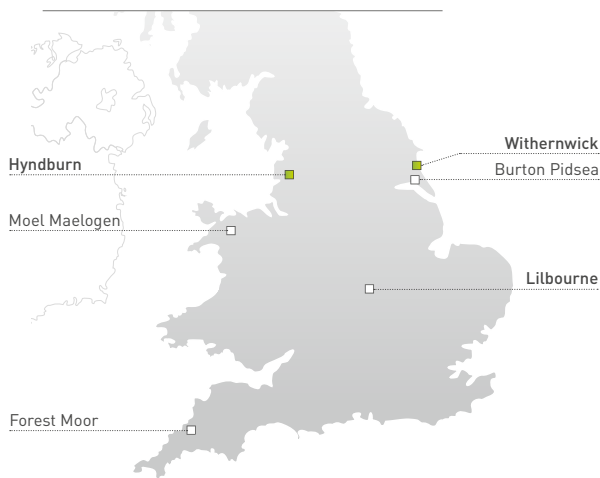 Withernwick
Hyndburn
Burton Pidsea
Moel Maelogen
Lilbourne
Forest Moor